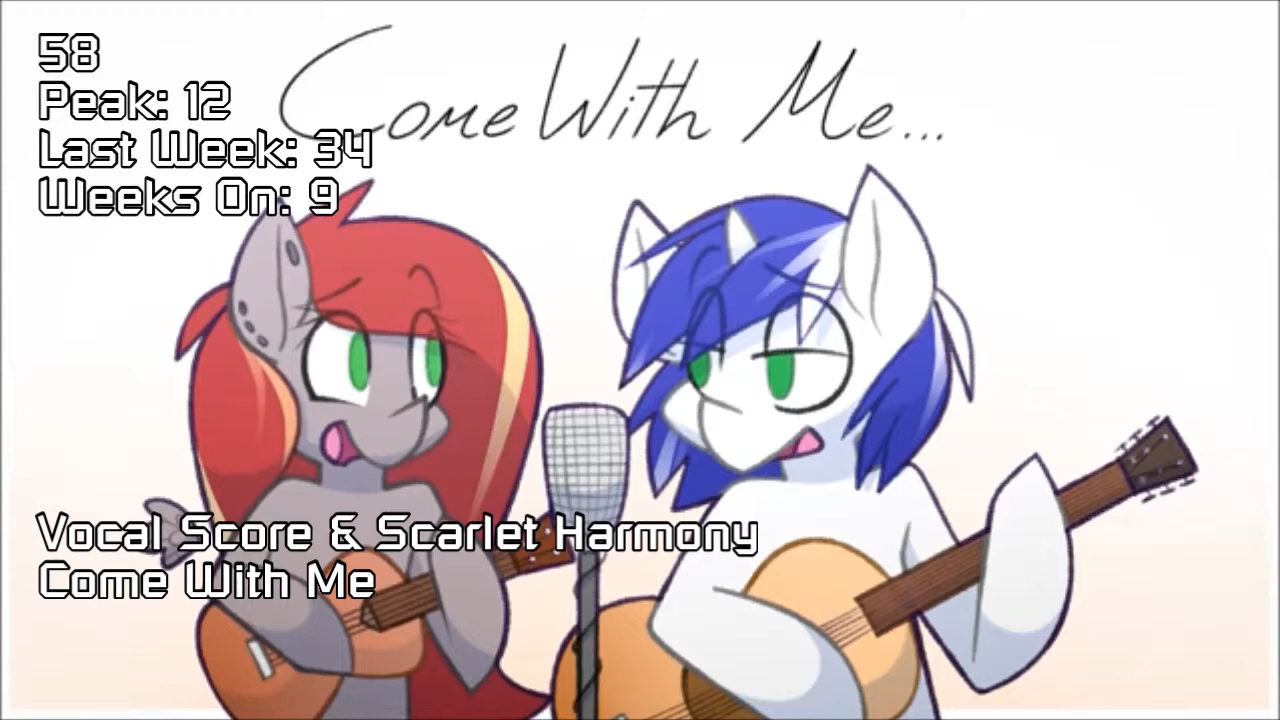 58
Peak: 12
Last Week: 34
Weeks On: 9
Come With Me...
Vocal Score & Scarlet Harmony
Come With Me